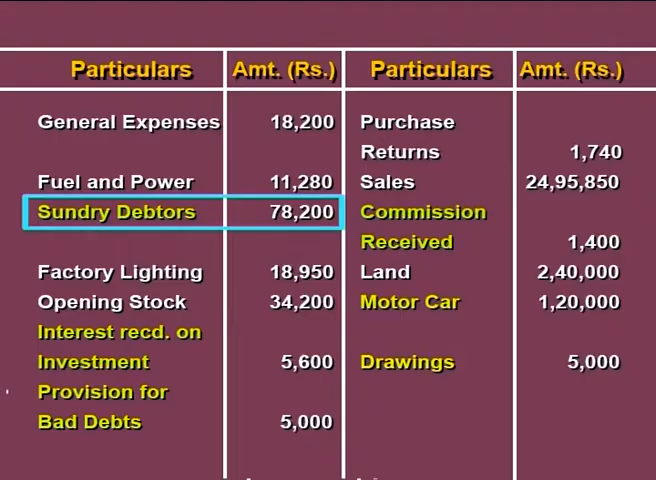 Particulars Amt. (Rs.) Particulars Amt. (Rs.)
General Expenses 18,200 Purchase
Returns 1,740
Fuel and Power 11,280 Sales 24,95,850
Sundry Debtors 78,200 Commission
Received 1,400
Factory Lighting 18,950 Land 2,40,000
Opening Stock 34,200 Motor Car 1,20,000
Interest recd. on
Investment 5,600 Drawings 5,000
Provision for
Bad Debts 5,000